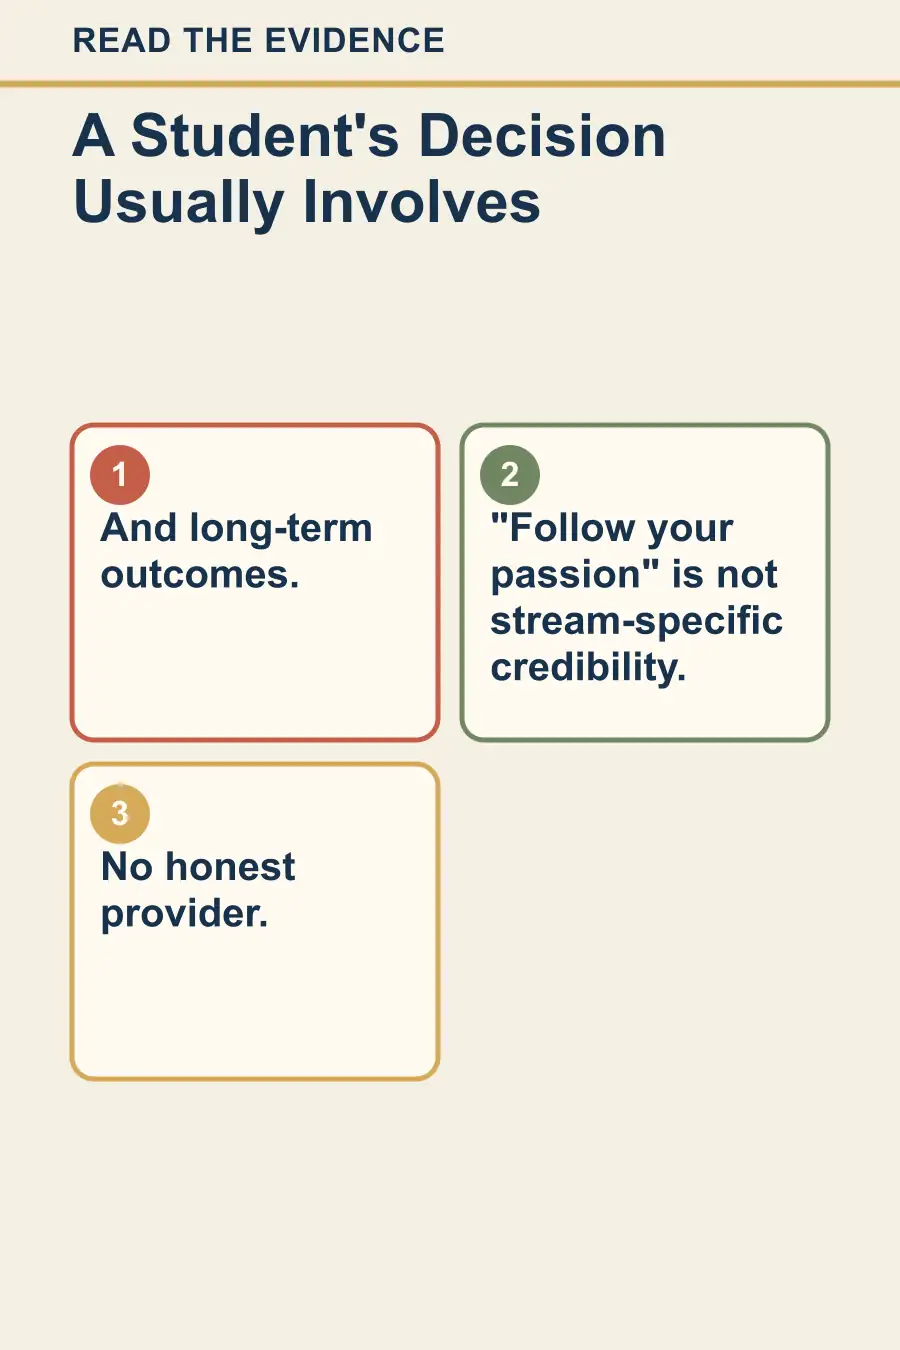 READ THE EVIDENCE
A Student's Decision
Usually Involves
1
And long-term
outcomes.
2
"Follow your
passion" is not
stream-specific
credibility.
3
No honest
provider.